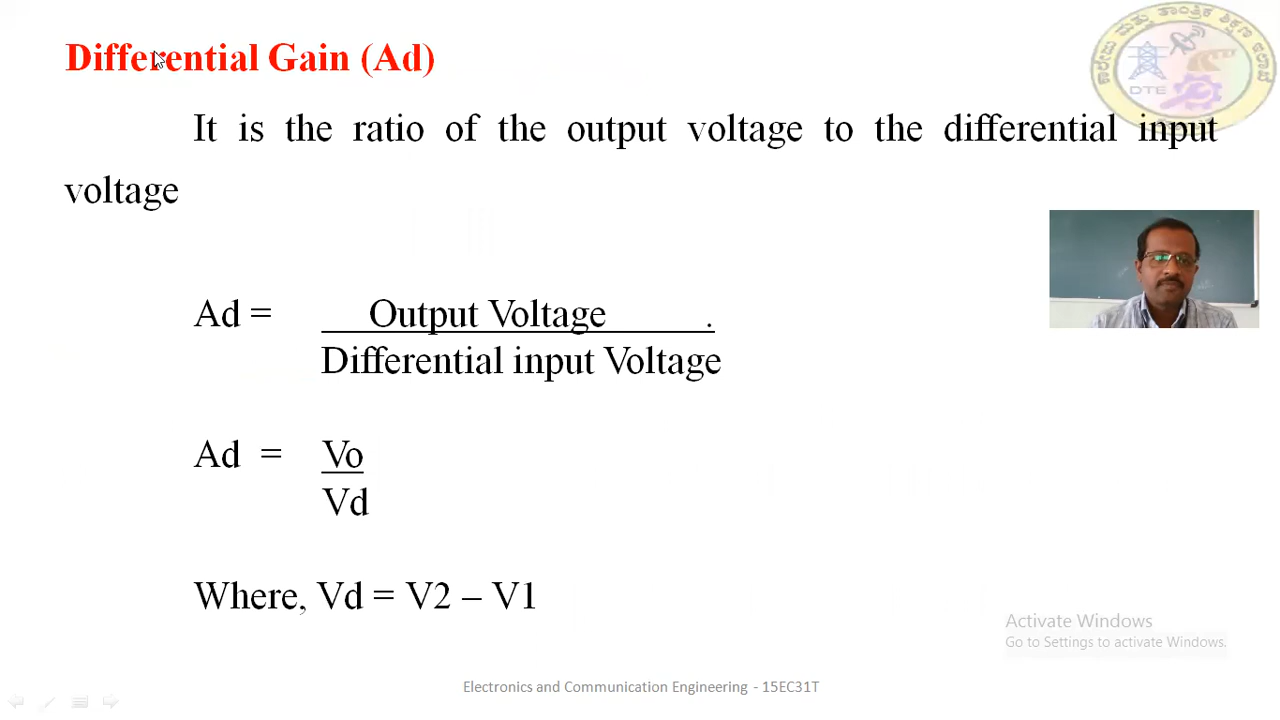 Differential Gain (Ad)
It is the ratio of the output voltage to the differential input
voltage
Ad = Output Voltage .
Differential input Voltage
Ad = Vo
Vd
Where, Vd = V2 – V1
DTE
Activate Windows
Go to Settings to activate Windows.
Electronics and Communication Engineering - 15EC31T